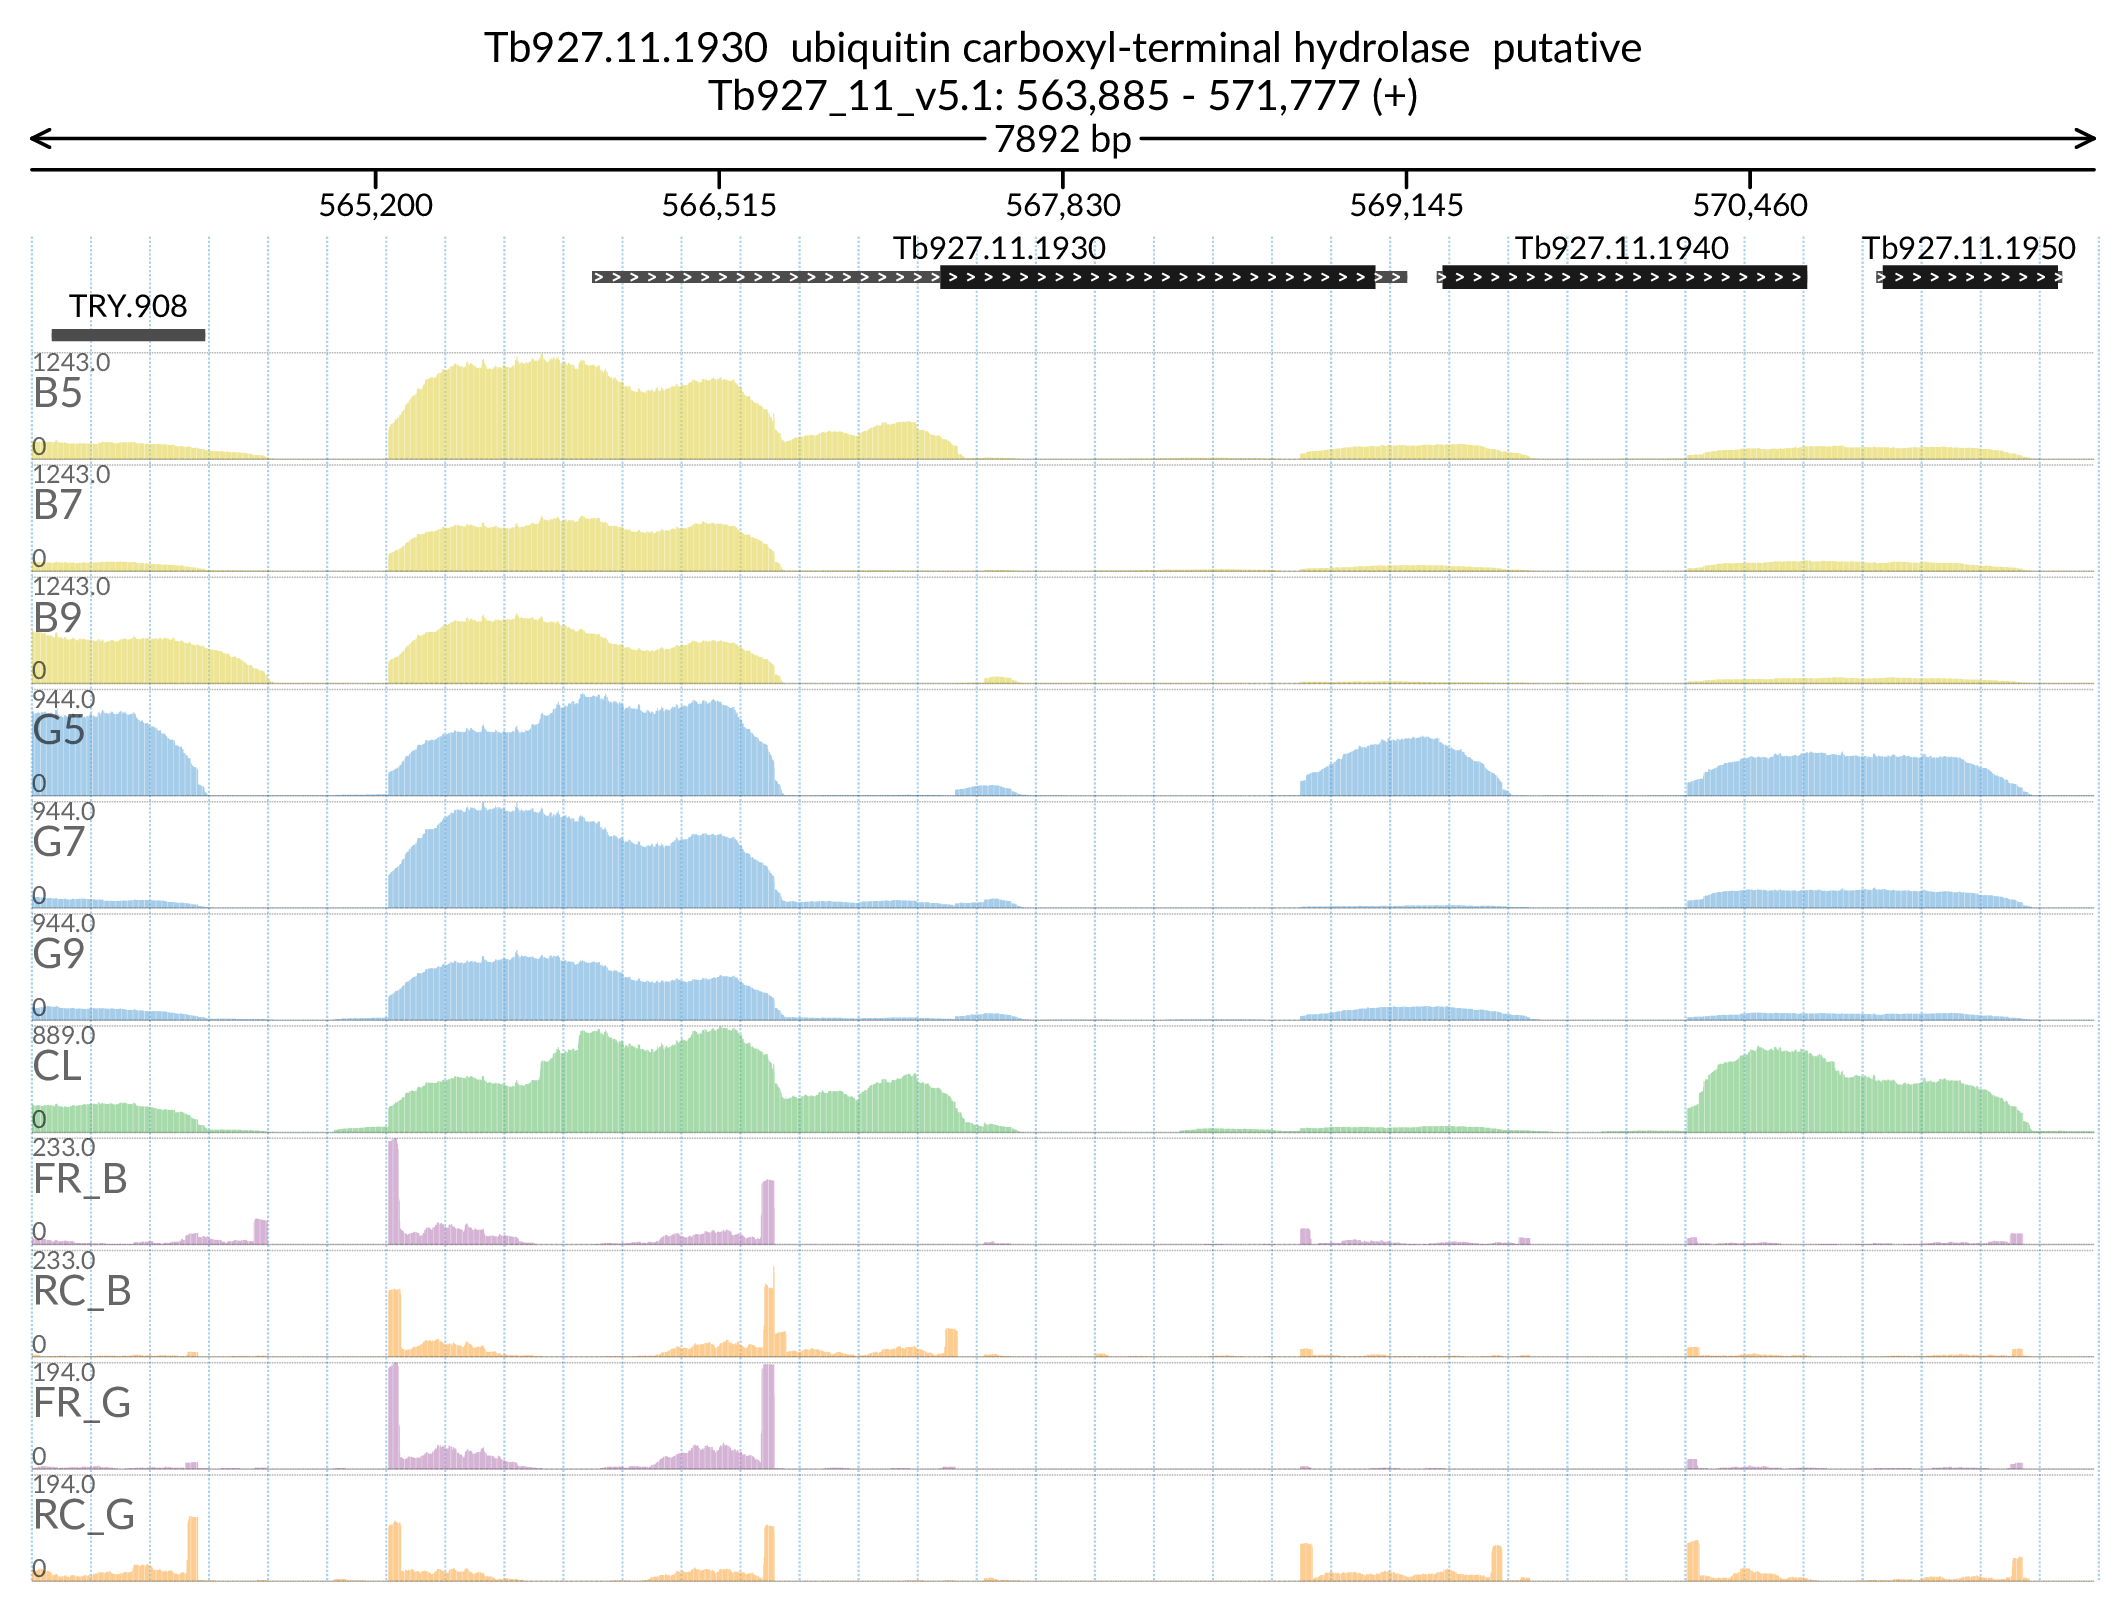 Tb927.11.1930  ubiquitin carboxyl-terminal hydrolase  putative
Tb927_11_v5.1: 563,885 - 571,777 (+)
7892 bp
565,200 566,515 567,830 569,145 570,460
Tb927.11.1930 Tb927.11.1940 Tb927.11.1950
TRY.908
1243.0
B5
0
1243.0
B7
0
1243.0
B9
0
944.0
G5
0
944.0
G7
0
944.0
G9
0
889.0
CL
0
233.0
FR_B
0
233.0
RC_B
0
194.0
FR_G
0
194.0
RC_G
0